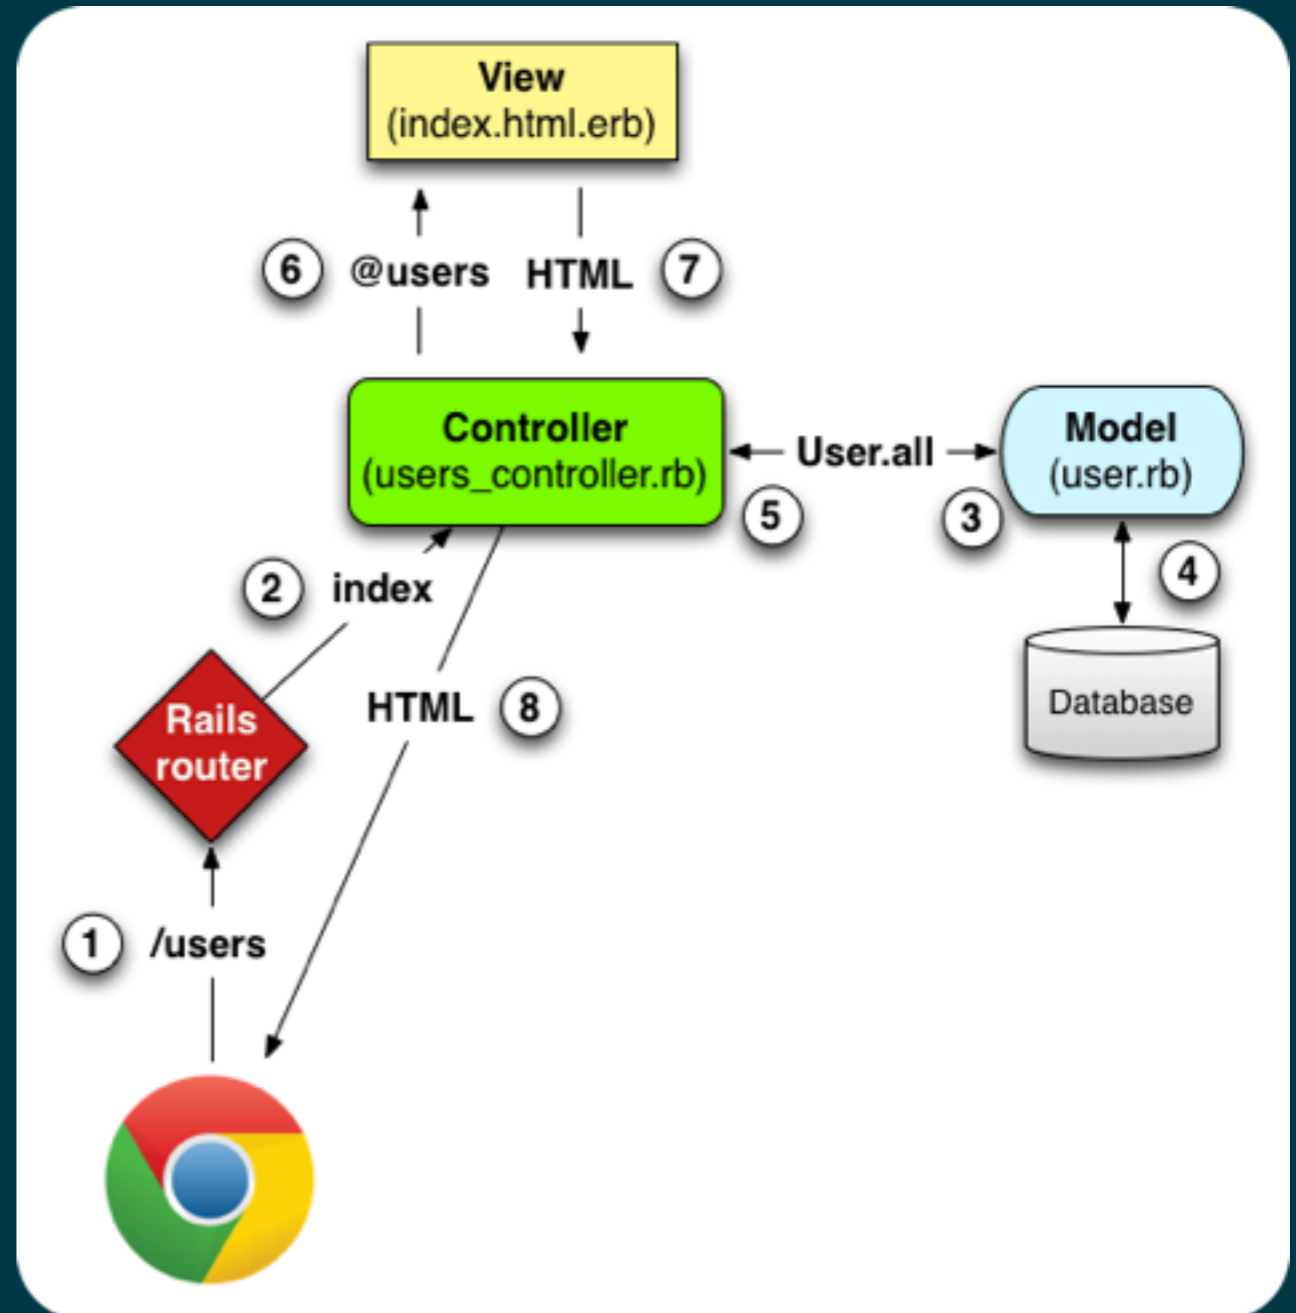 View
(index.html.erb)
6 @users HTML 7
Controller
(users_controller.rb)
User.all
Model
(user.rb)
5
3
2 index
4
Rails
router
HTML 8
Database
1 /users